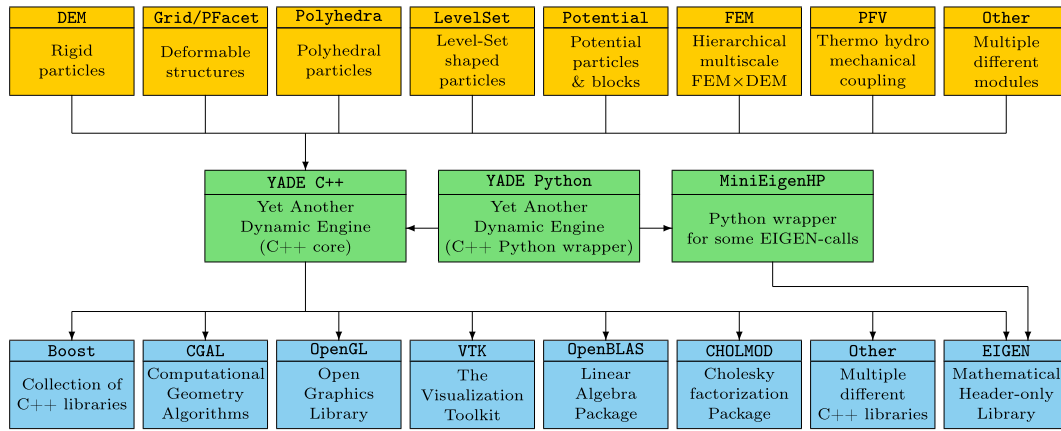 DEM
Rigid
particles
Grid/PFacet
Deformable
structures
Polyhedra
Polyhedral
particles
LevelSet
Level-Set
shaped
particles
Potential
Potential
particles
& blocks
FEM
Hierarchical
multiscale
FEM×DEM
PFV
Thermo hydro
mechanical
coupling
Other
Multiple
different
modules
YADE C++
Yet Another
Dynamic Engine
(C++ core)
YADE Python
Yet Another
Dynamic Engine
(C++ Python wrapper)
MiniEigenHP
Python wrapper
for some EIGEN-calls
Boost
Collection of
C++ libraries
CGAL
Computational
Geometry
Algorithms
OpenGL
Open
Graphics
Library
VTK
The
Visualization
Toolkit
OpenBLAS
Linear
Algebra
Package
CHOLMOD
Cholesky
factorization
Package
Other
Multiple
different
C++ libraries
EIGEN
Mathematical
Header-only
Library